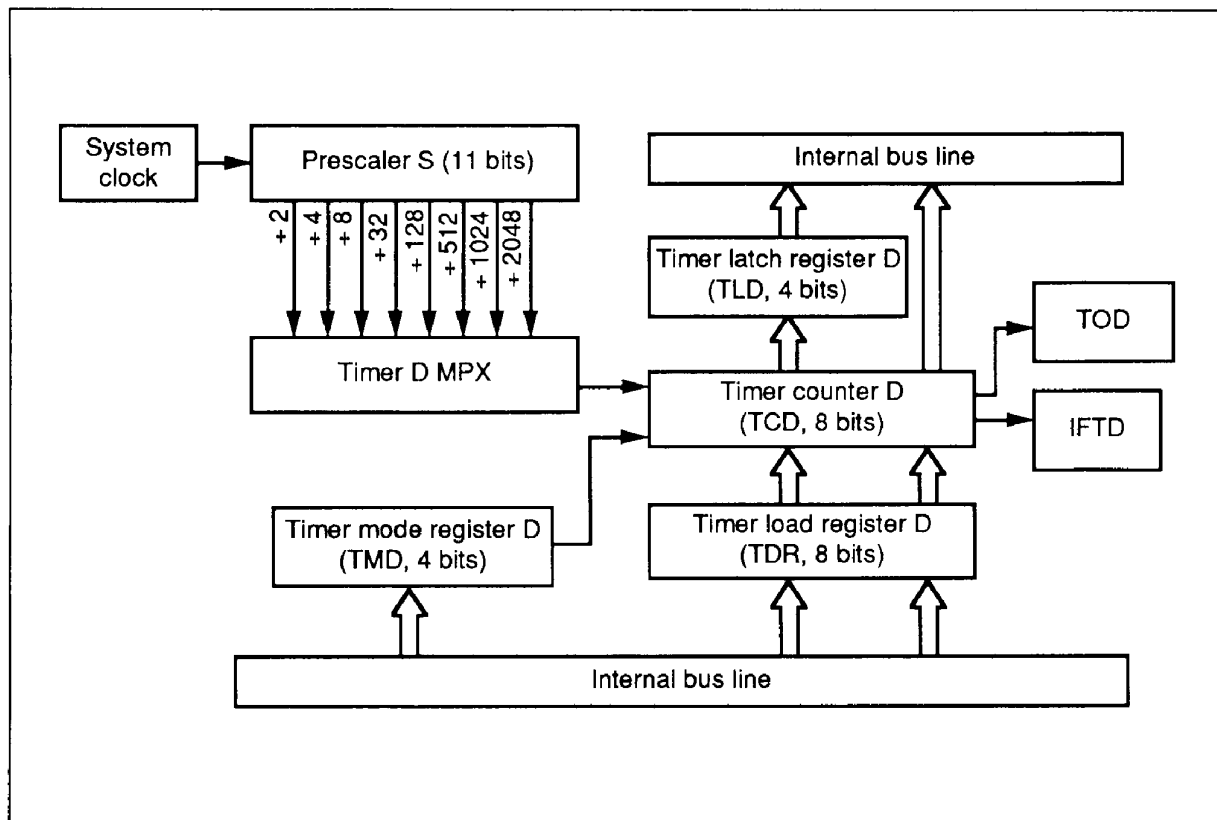 System
clock
Prescaler S (11 bits)
Internal bus line
÷ 2
÷ 4
÷ 8
÷ 32
÷ 128
÷ 512
÷ 1024
÷ 2048
Timer latch register D
(TLD, 4 bits)
TOD
Timer D MPX
Timer counter D
(TCD, 8 bits)
IFTD
Timer mode register D
(TMD, 4 bits)
Timer load register D
(TDR, 8 bits)
Internal bus line